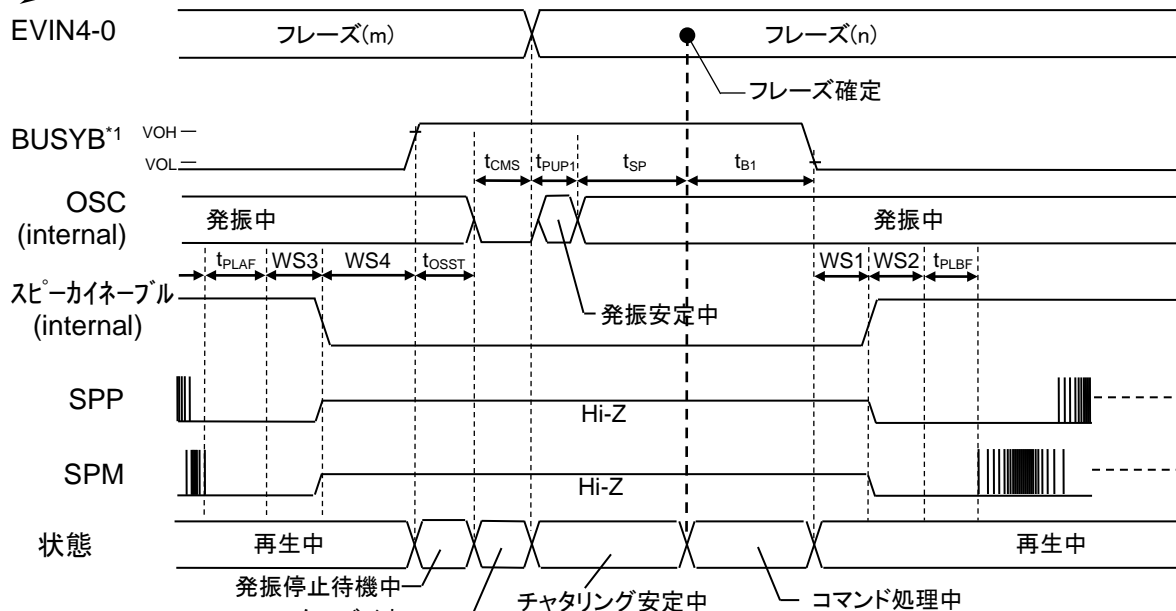 EVIN4-0 フレーズ(m) フレーズ(n)
フレーズ確定
BUSYB*1 VOH VOL tCMS tPUP1 tSP tB1
OSC (internal) 発振中 発振中
tPLAF WS3 WS4 tOSST WS1 WS2 tPLBF
スピーカイネーブル (internal)
発振安定中
SPP Hi-Z
SPM Hi-Z
状態 再生中 再生中
発振停止待機中 チャタリング安定中 コマンド処理中